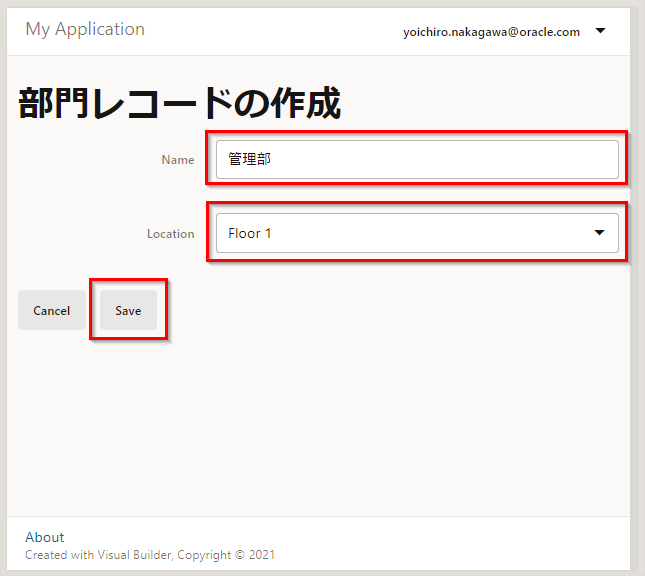 My Application
yoichiro.nakagawa@oracle.com
部門レコードの作成
Name
管理部
Location
Floor 1
Cancel
Save
About
Created with Visual Builder, Copyright © 2021